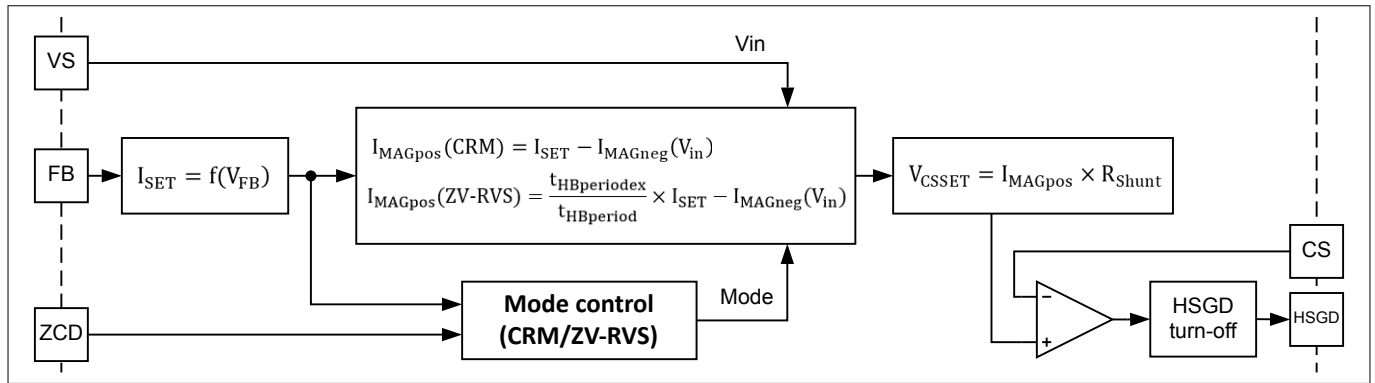 VS
Vin
FB
I_SET = f(V_FB)
I_MAGpos(CRM) = I_SET − I_MAGneg(V_in)
I_MAGpos(ZV-RVS) = t_HBperiodex / t_HBperiod × I_SET − I_MAGneg(V_in)
V_CSSET = I_MAGpos × R_Shunt
CS
ZCD
Mode control
(CRM/ZV-RVS)
Mode
−
+
HSGD
turn-off
HSGD